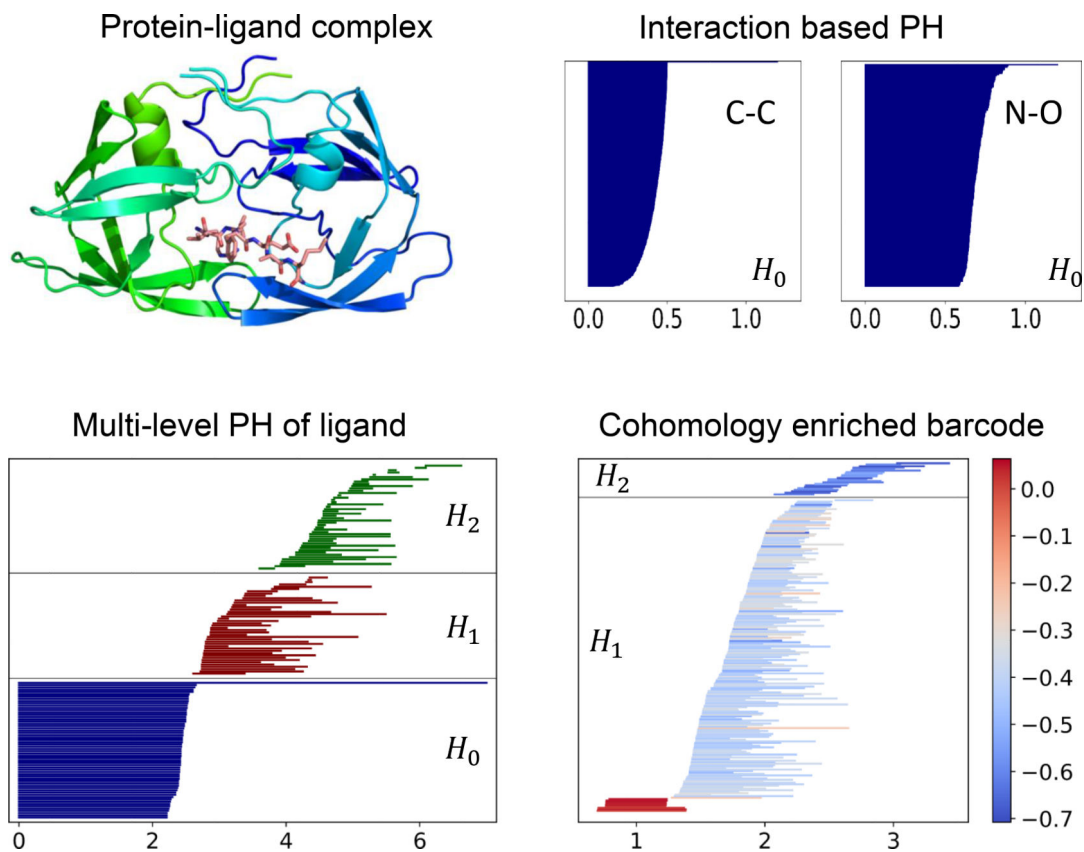 Protein-ligand complex
Interaction based PH
C-C
H₀
0.0 0.5 1.0
N-O
H₀
0.0 0.5 1.0
Multi-level PH of ligand
H₂
H₁
H₀
0 2 4 6
Cohomology enriched barcode
H₂
H₁
1 2 3
0.0
−0.1
−0.2
−0.3
−0.4
−0.5
−0.6
−0.7